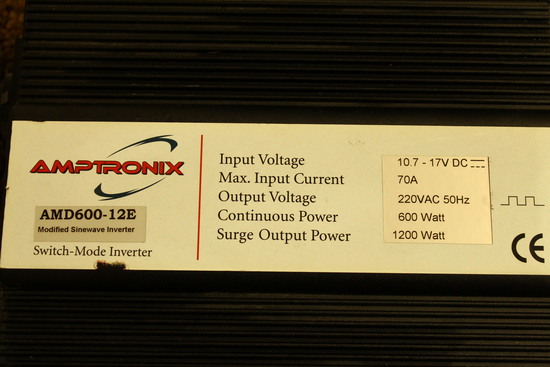 AMPTRONIX
AMD600-12E
Modified Sinewave Inverter
Switch-Mode Inverter
Input Voltage 10.7 - 17V DC
Max. Input Current 70A
Output Voltage 220VAC 50Hz
Continuous Power 600 Watt
Surge Output Power 1200 Watt
CE